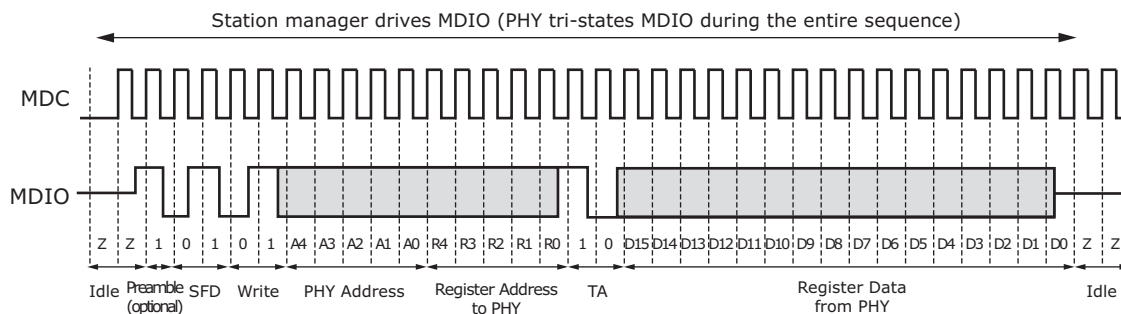 Station manager drives MDIO (PHY tri-states MDIO during the entire sequence)
MDC
MDIO
Z Z 1 0 1 0 1 A4 A3 A2 A1 A0 R4 R3 R2 R1 R0 1 0 D15 D14 D13 D12 D11 D10 D9 D8 D7 D6 D5 D4 D3 D2 D1 D0 Z Z
Idle Preamble (optional) SFD Write PHY Address Register Address to PHY TA Register Data from PHY Idle